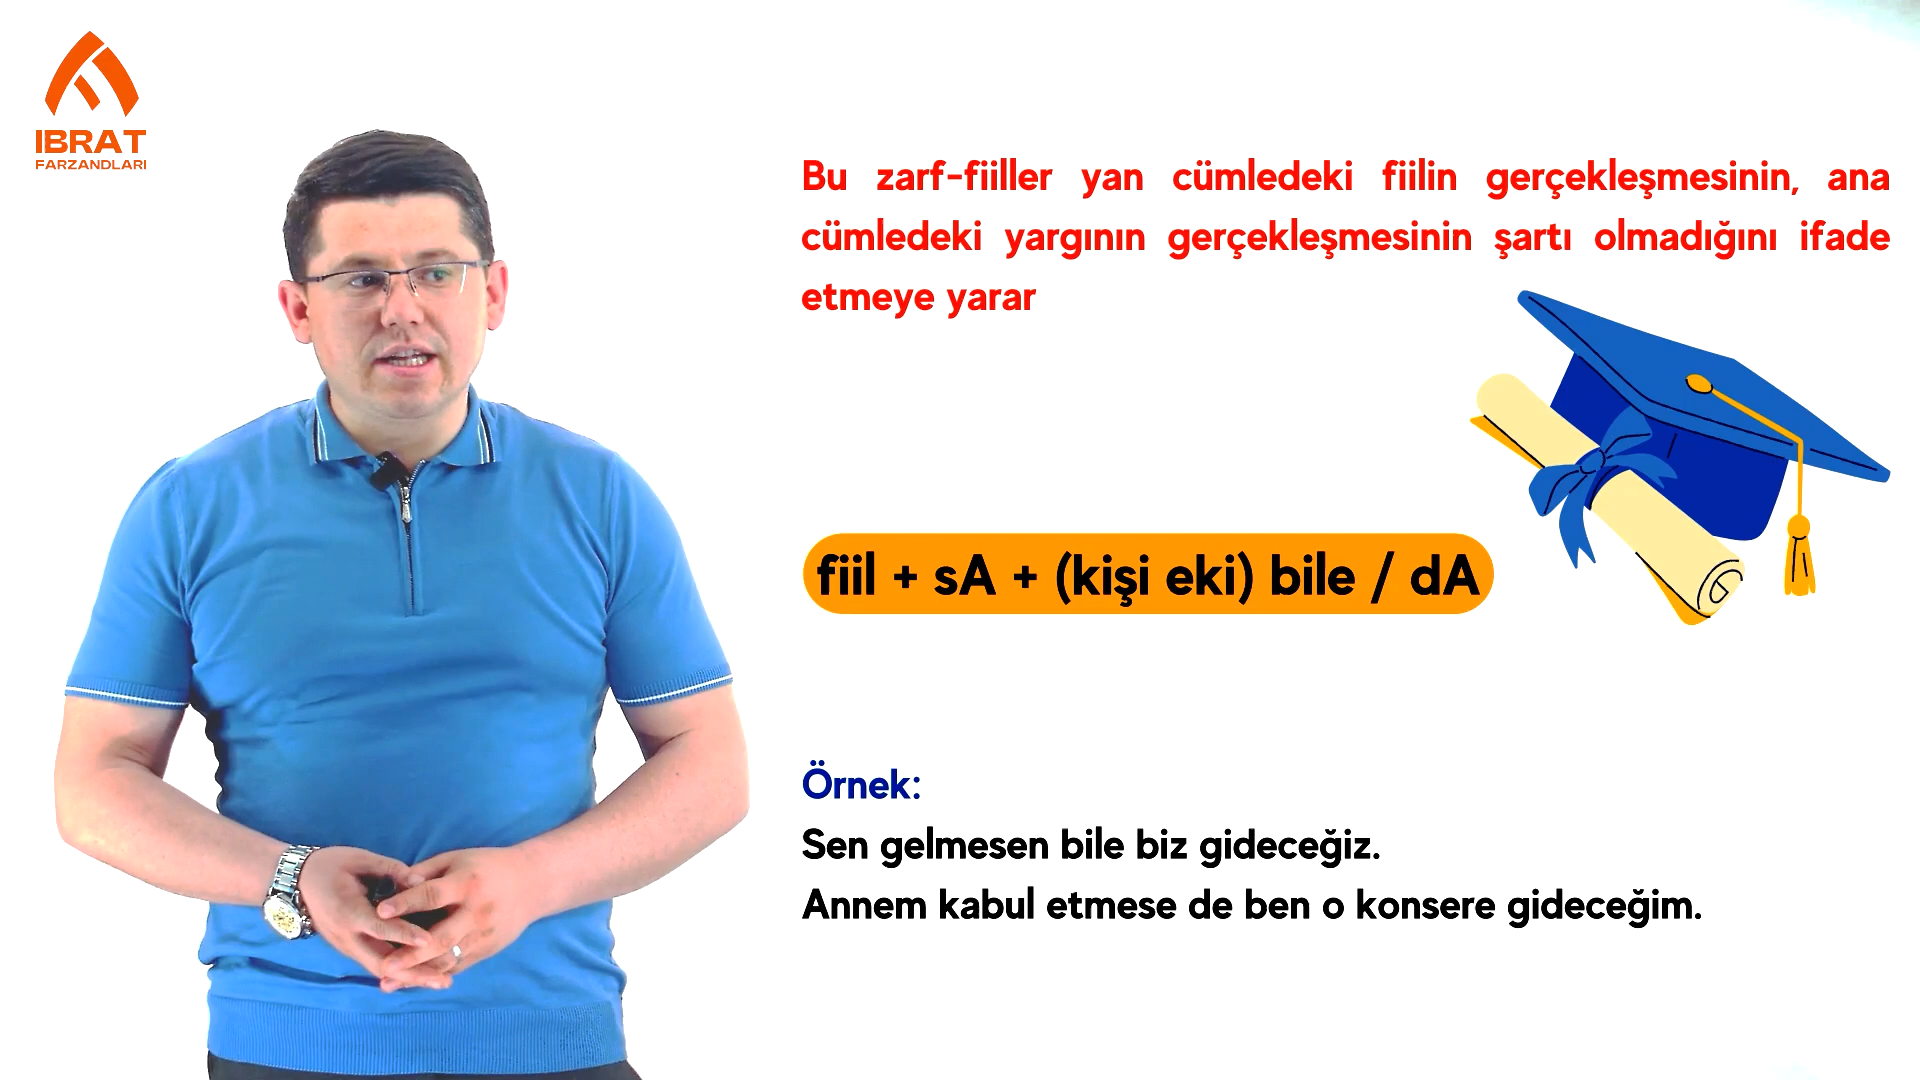 IBRAT
FARZANDLARI
Bu zarf-fiiller yan cümledeki fiilin gerçekleşmesinin, ana
cümledeki yargının gerçekleşmesinin şartı olmadığını ifade
etmeye yarar
fiil + sA + (kişi eki) bile / dA
Örnek:
Sen gelmesen bile biz gideceğiz.
Annem kabul etmese de ben o konsere gideceğim.